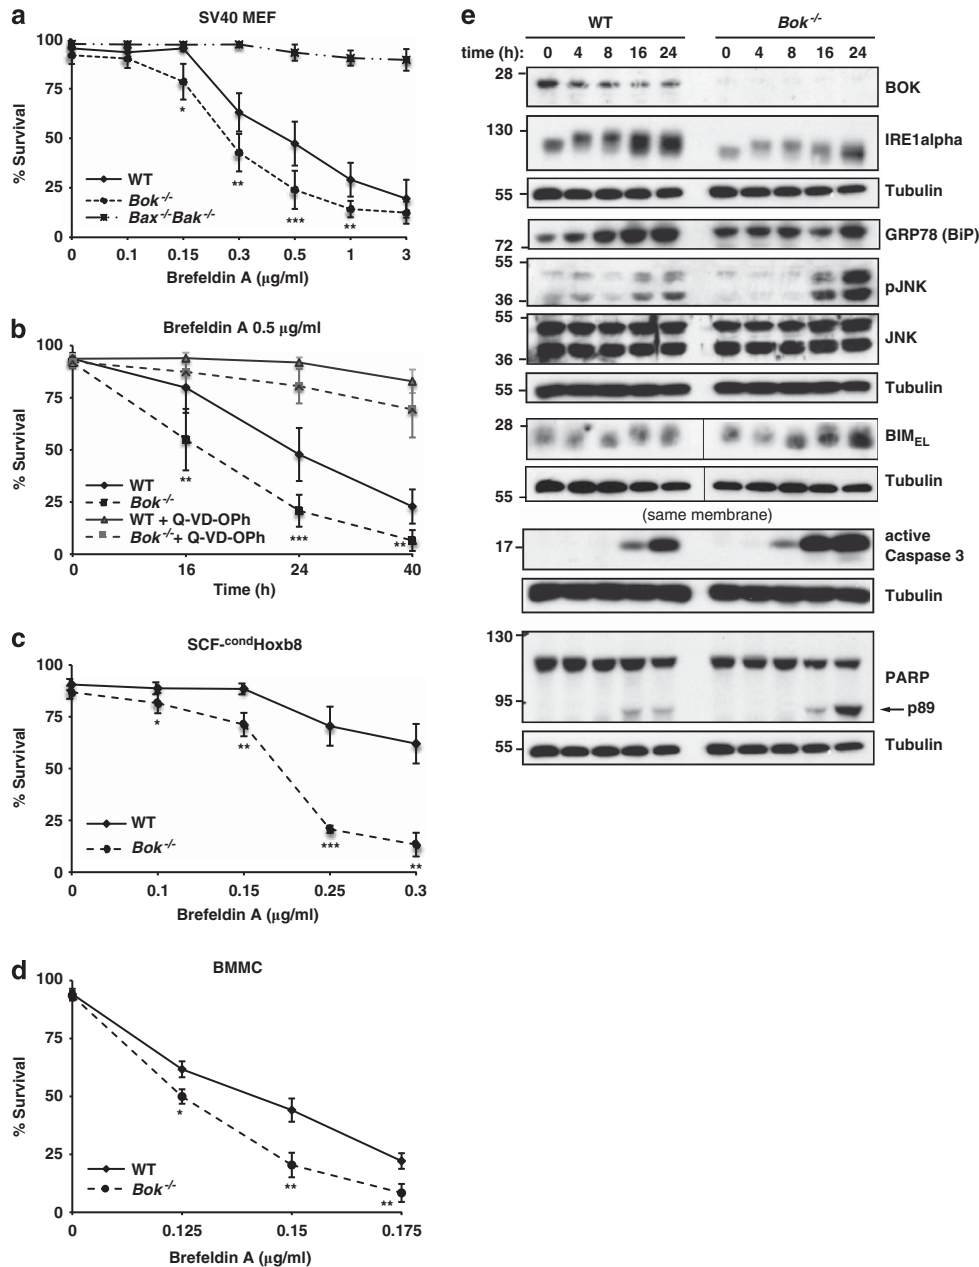 a
SV40 MEF
100
75
50
25
0
% Survival
*
**
***
**
WT
Bok-/-
Bax-/-Bak-/-
0 0.1 0.15 0.3 0.5 1 3
Brefeldin A (µg/ml)
b
Brefeldin A 0.5 µg/ml
100
75
50
25
0
% Survival
**
***
**
WT
Bok-/-
WT + Q-VD-OPh
Bok-/-+ Q-VD-OPh
0 16 24 40
Time (h)
c
SCF-condHoxb8
100
75
50
25
0
% Survival
*
**
***
**
WT
Bok-/-
0 0.1 0.15 0.25 0.3
Brefeldin A (µg/ml)
d
BMMC
100
75
50
25
0
% Survival
*
**
**
WT
Bok-/-
0 0.125 0.15 0.175
Brefeldin A (µg/ml)
e
WT Bok-/-
time (h): 0 4 8 16 24 0 4 8 16 24
28 BOK
130 IRE1alpha
55 Tubulin
72 GRP78 (BiP)
55
36 pJNK
55
36 JNK
55 Tubulin
28 BIMEL
55 Tubulin
(same membrane)
17 active
Caspase 3
Tubulin
130
PARP
95 p89
55 Tubulin